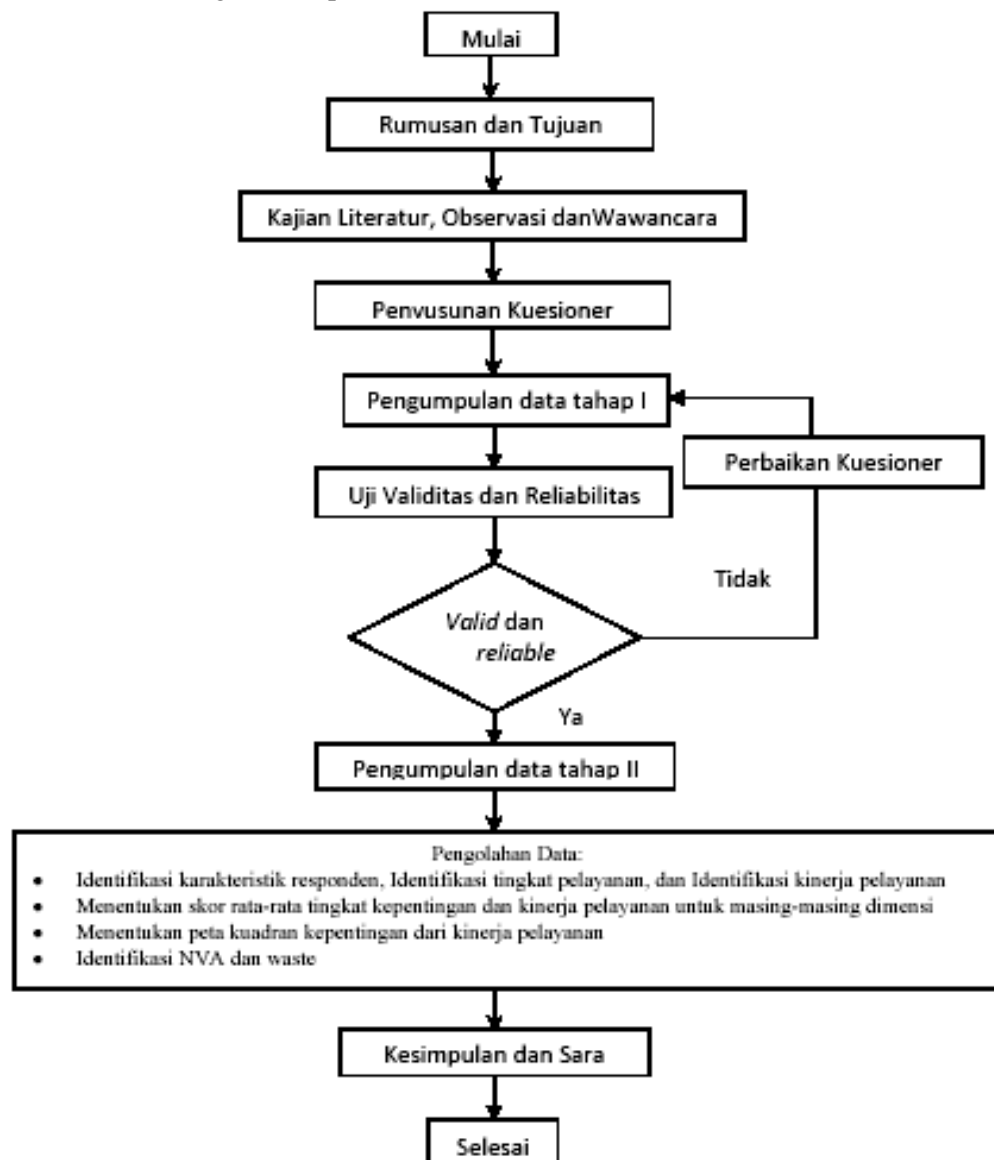 Mulai
Rumusan dan Tujuan
Kajian Literatur, Observasi danWawancara
Penvusunan Kuesioner
Pengumpulan data tahap I
Perbaikan Kuesioner
Uji Validitas dan Reliabilitas
Tidak
Valid dan
reliable
Ya
Pengumpulan data tahap II
Pengolahan Data:
• Identifikasi karakteristik responden, Identifikasi tingkat pelayanan, dan Identifikasi kinerja pelayanan
• Menentukan skor rata-rata tingkat kepentingan dan kinerja pelayanan untuk masing-masing dimensi
• Menentukan peta kuadran kepentingan dari kinerja pelayanan
• Identifikasi NVA dan waste
Kesimpulan dan Sara
Selesai